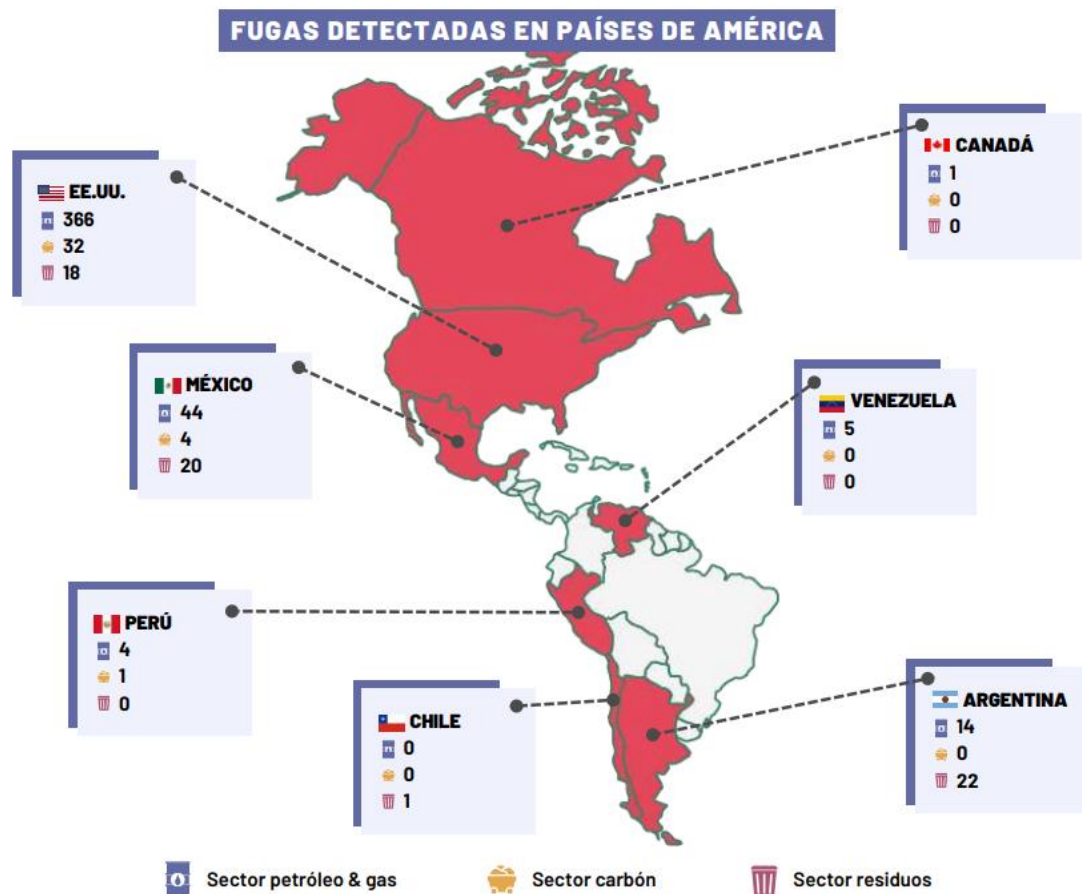 FUGAS DETECTADAS EN PAÍSES DE AMÉRICA
CANADÁ
1
0
0
EE.UU.
366
32
18
MÉXICO
44
4
20
VENEZUELA
5
0
0
PERÚ
4
1
0
CHILE
0
0
1
ARGENTINA
14
0
22
Sector petróleo & gas
Sector carbón
Sector residuos